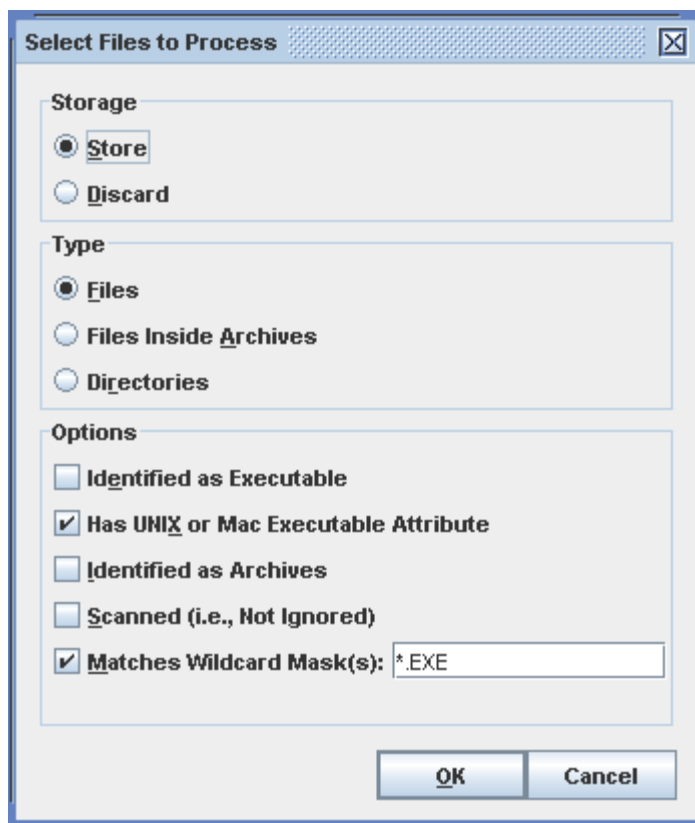 Select Files to Process
Storage
Store
Discard
Type
Files
Files Inside Archives
Directories
Options
Identified as Executable
Has UNIX or Mac Executable Attribute
Identified as Archives
Scanned (i.e., Not Ignored)
Matches Wildcard Mask(s): *.EXE
OK Cancel